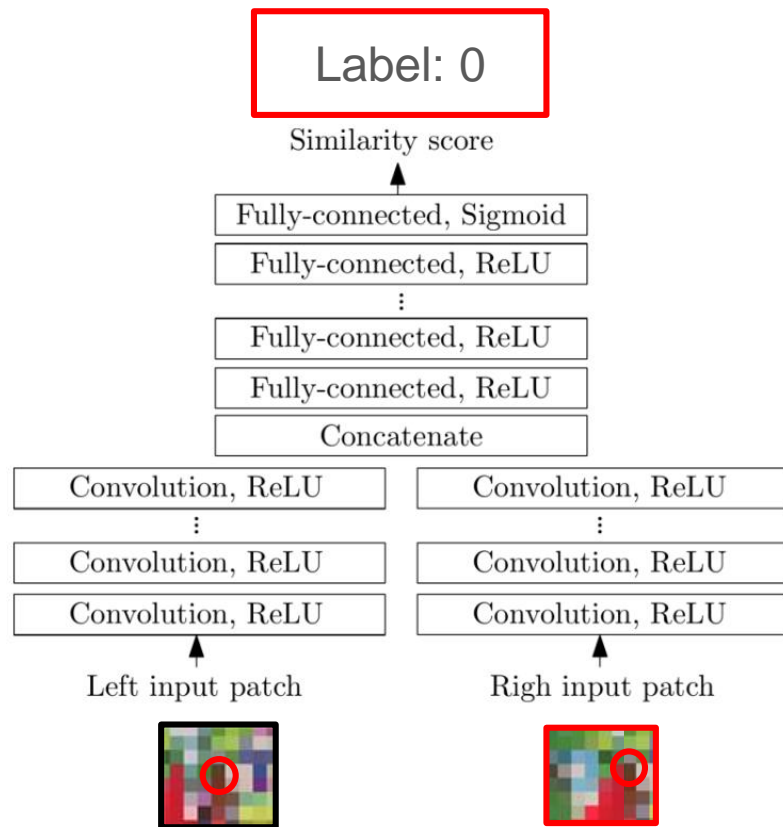 Label: 0
Similarity score
Fully-connected, Sigmoid
Fully-connected, ReLU
⋮
Fully-connected, ReLU
Fully-connected, ReLU
Concatenate
Convolution, ReLU Convolution, ReLU
⋮ ⋮
Convolution, ReLU Convolution, ReLU
Convolution, ReLU Convolution, ReLU
Left input patch Righ input patch